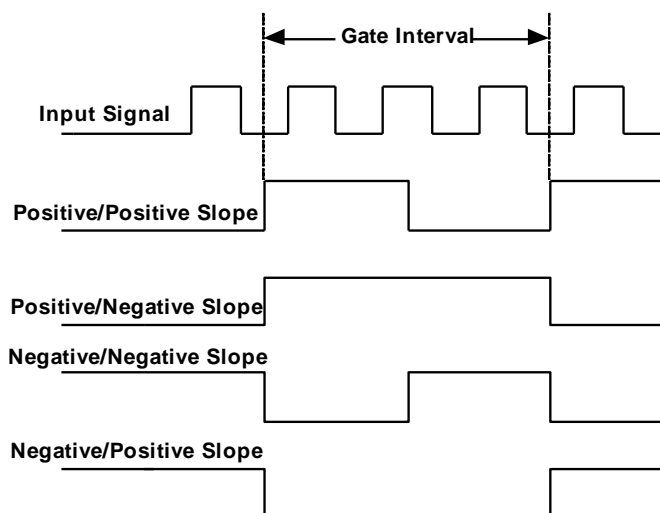 Gate Interval
Input Signal
Positive/Positive Slope
Positive/Negative Slope
Negative/Negative Slope
Negative/Positive Slope